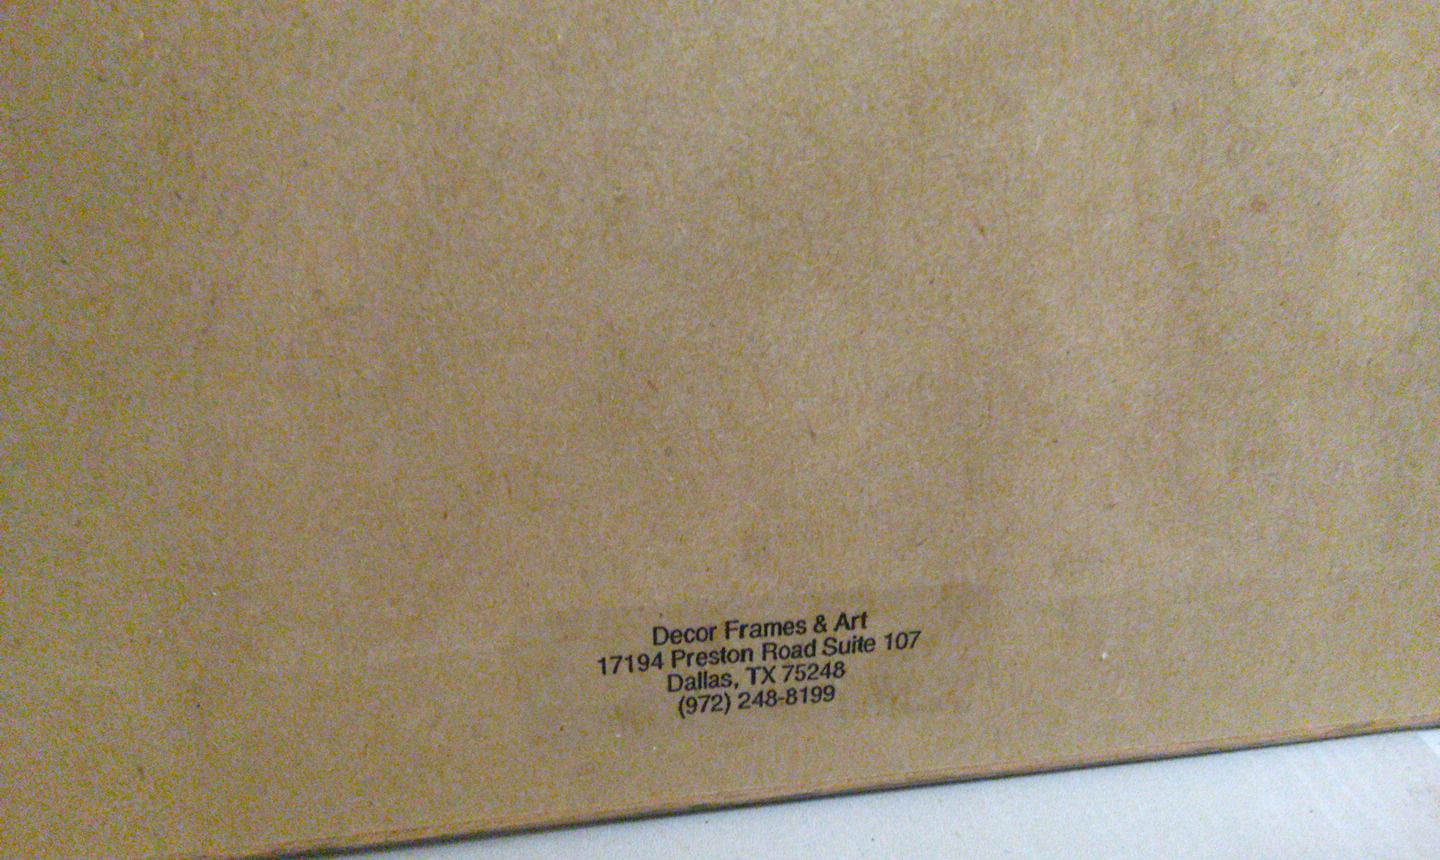 Decor Frames & Art
17194 Preston Road Suite 107
Dallas, TX 75248
(972) 248-8199